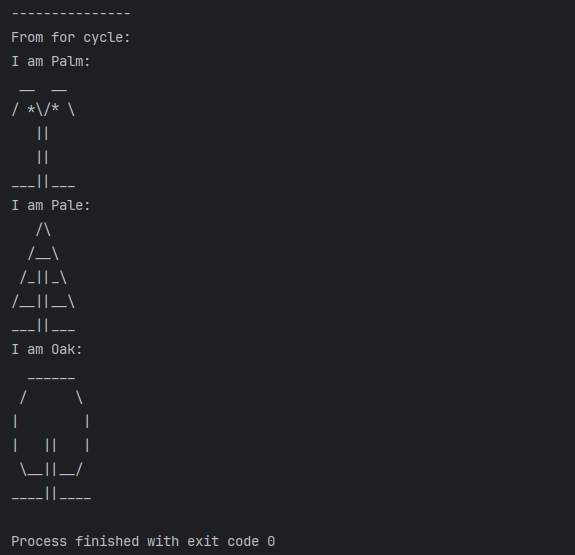 ---------------
From for cycle:
I am Palm:
 __  __
/ *\/* \
   ||
   ||
___||___
I am Pale:
   /\
  /__\
 /_||_\
/__||__\
___||___
I am Oak:
  ______
 /      \
|        |
|   ||   |
 \__||__/
____||____

Process finished with exit code 0